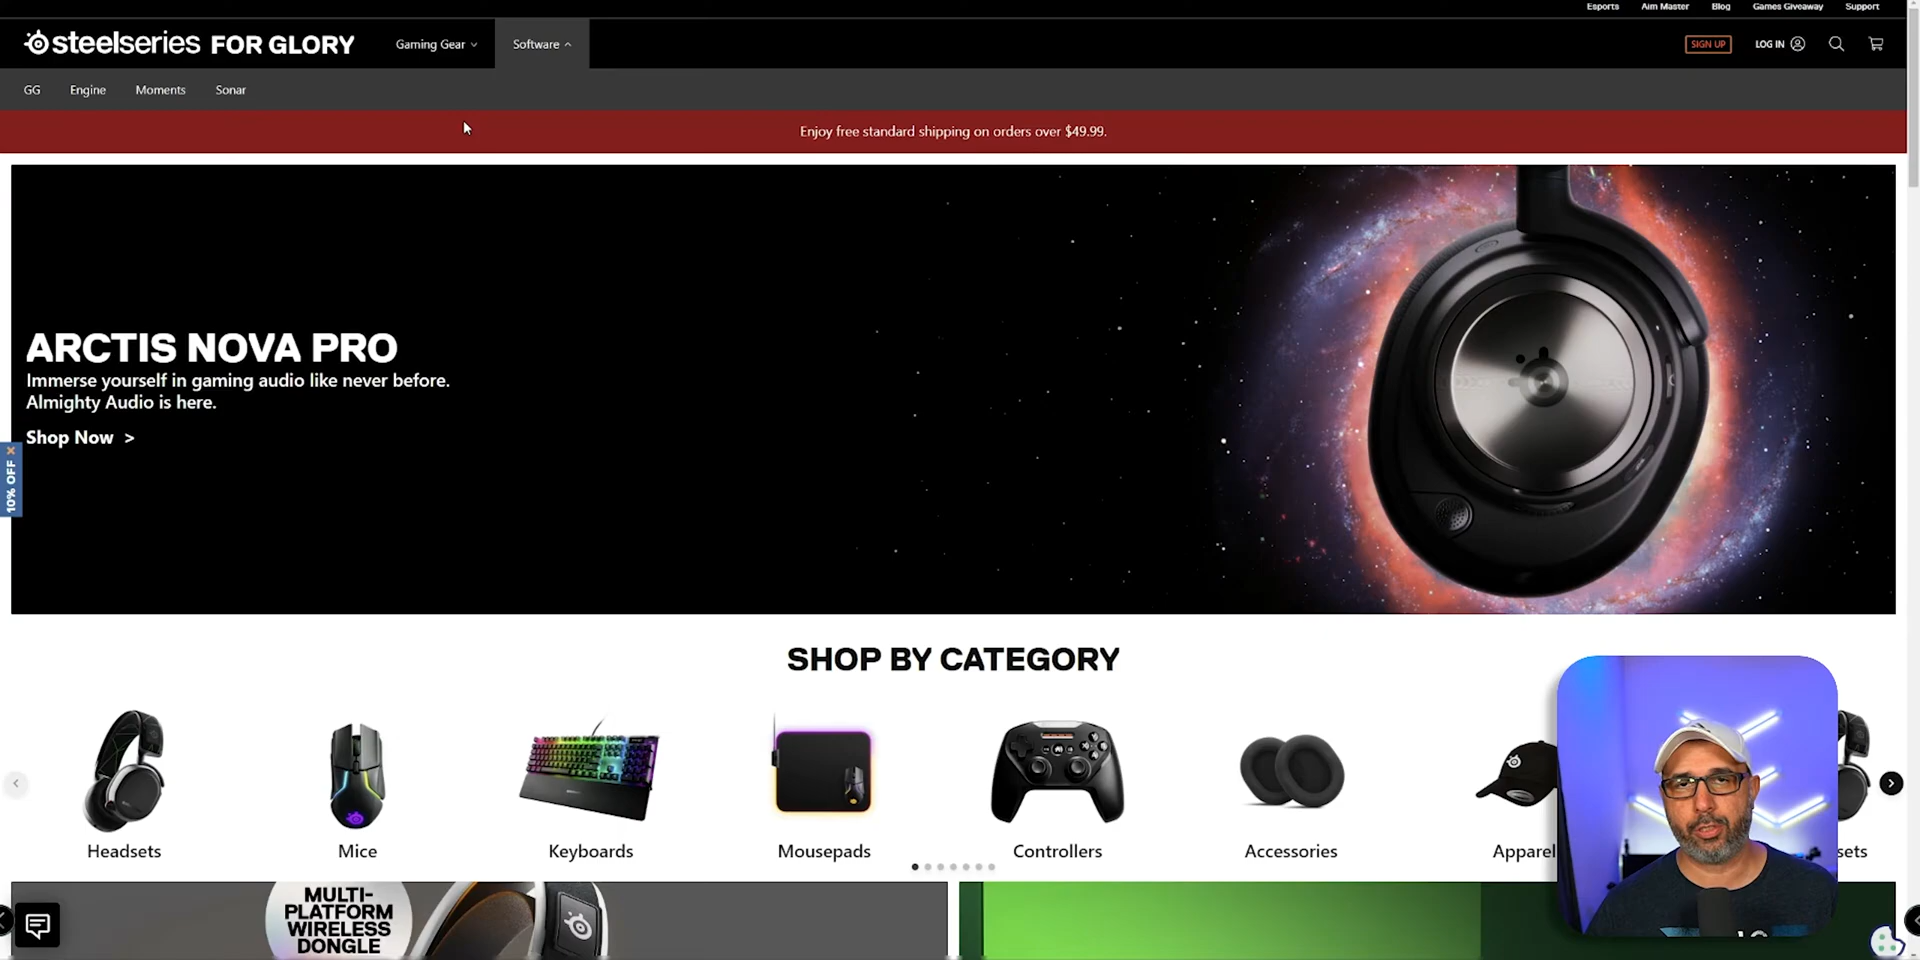 Esports
Aim Master
Blog
Games Giveaway
Support
steelseries FOR GLORY
Gaming Gear
Software
SIGN UP
LOG IN
GG
Engine
Moments
Sonar
Enjoy free standard shipping on orders over $49.99.
ARCTIS NOVA PRO
Immerse yourself in gaming audio like never before.
Almighty Audio is here.
Shop Now >
10% OFF
SHOP BY CATEGORY
Headsets
Mice
Keyboards
Mousepads
Controllers
Accessories
Apparel
sets
MULTI-
PLATFORM
WIRELESS
DONGLE